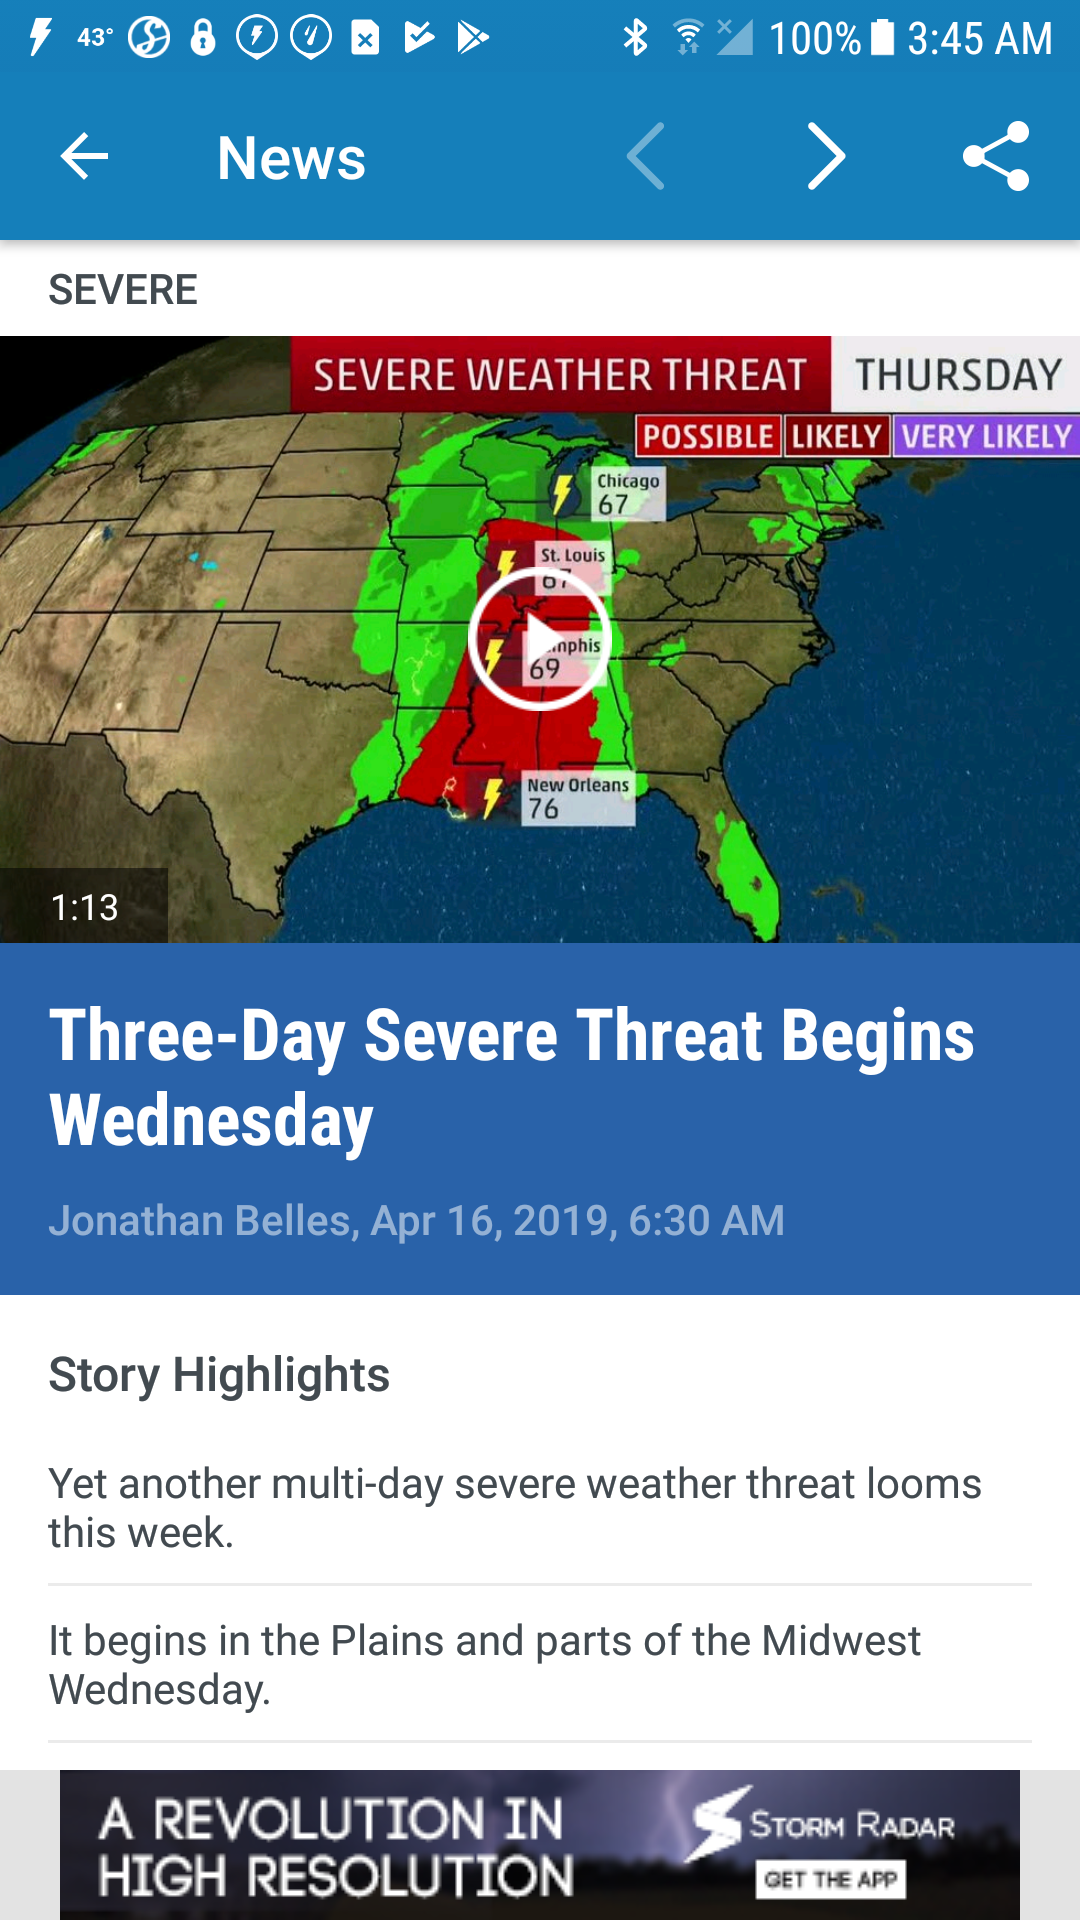 43°
100%
3:45 AM
News
SEVERE
SEVERE WEATHER THREAT
THURSDAY
POSSIBLE
LIKELY
VERY LIKELY
Chicago
67
St. Louis
67
69
New Orleans
76
1:13
Three-Day Severe Threat Begins
Wednesday
Jonathan Belles, Apr 16, 2019, 6:30 AM
Story Highlights
Yet another multi-day severe weather threat looms
this week.
It begins in the Plains and parts of the Midwest
Wednesday.
A REVOLUTION IN
HIGH RESOLUTION
STORM RADAR
GET THE APP